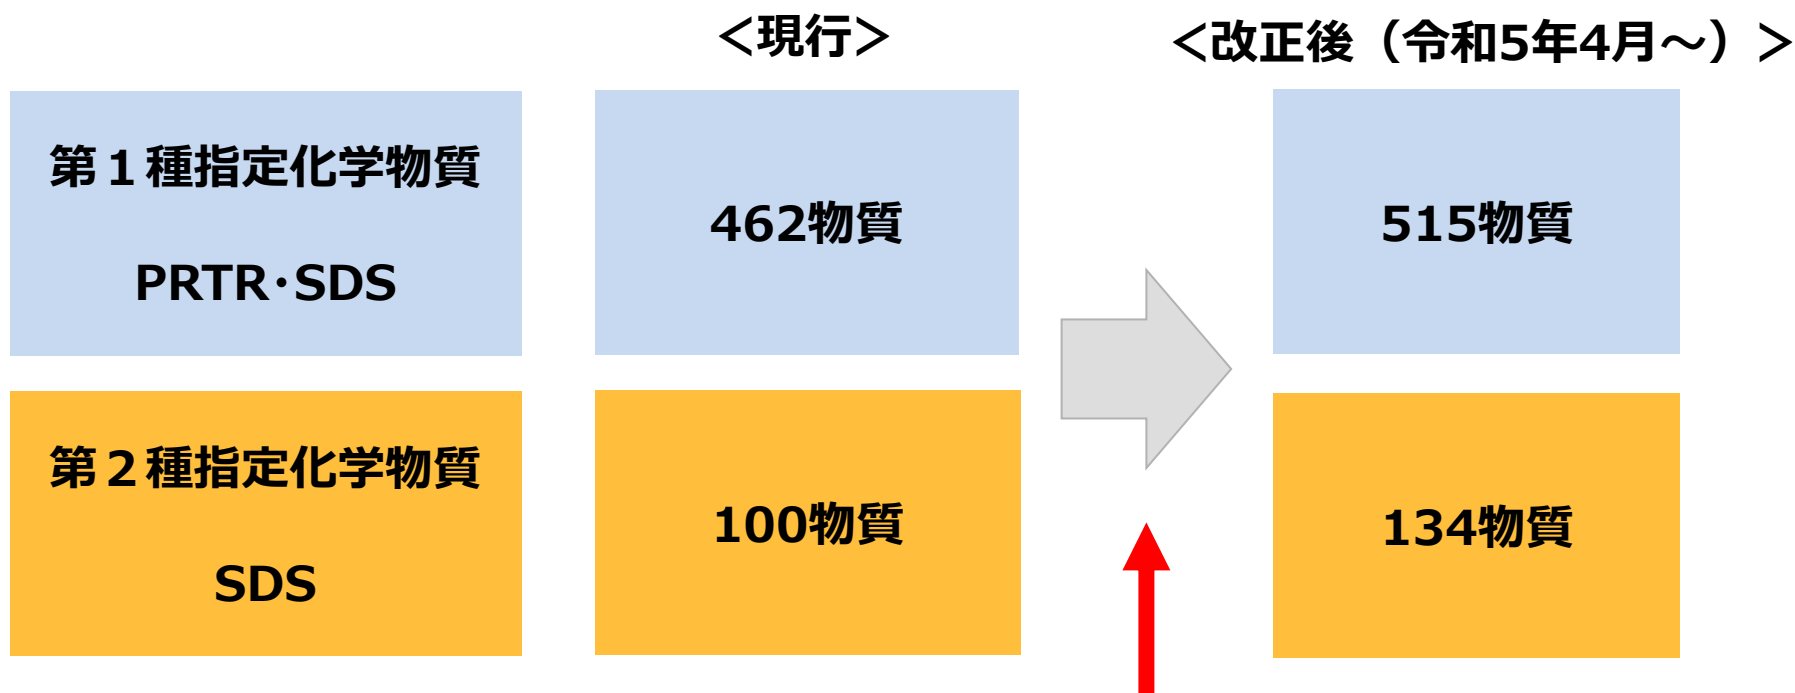 ＜現行＞
＜改正後（令和5年4月～）＞
第１種指定化学物質
PRTR･SDS
462物質
515物質
第２種指定化学物質
SDS
100物質
134物質